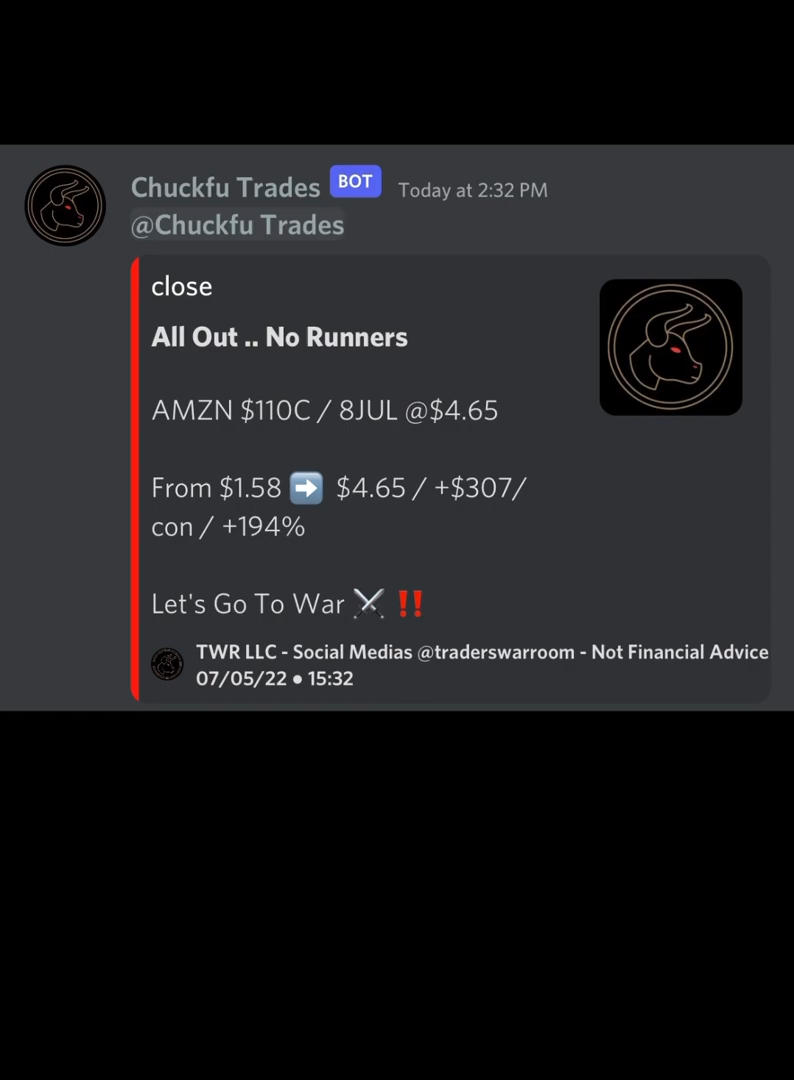 Chuckfu Trades BOT Today at 2:32 PM
@Chuckfu Trades
close
All Out .. No Runners
AMZN $110C / 8JUL @$4.65
From $1.58 ➡️ $4.65 / +$307/
con / +194%
Let's Go To War ⚔️ ‼️
TWR LLC - Social Medias @traderswarroom - Not Financial Advice
07/05/22 • 15:32